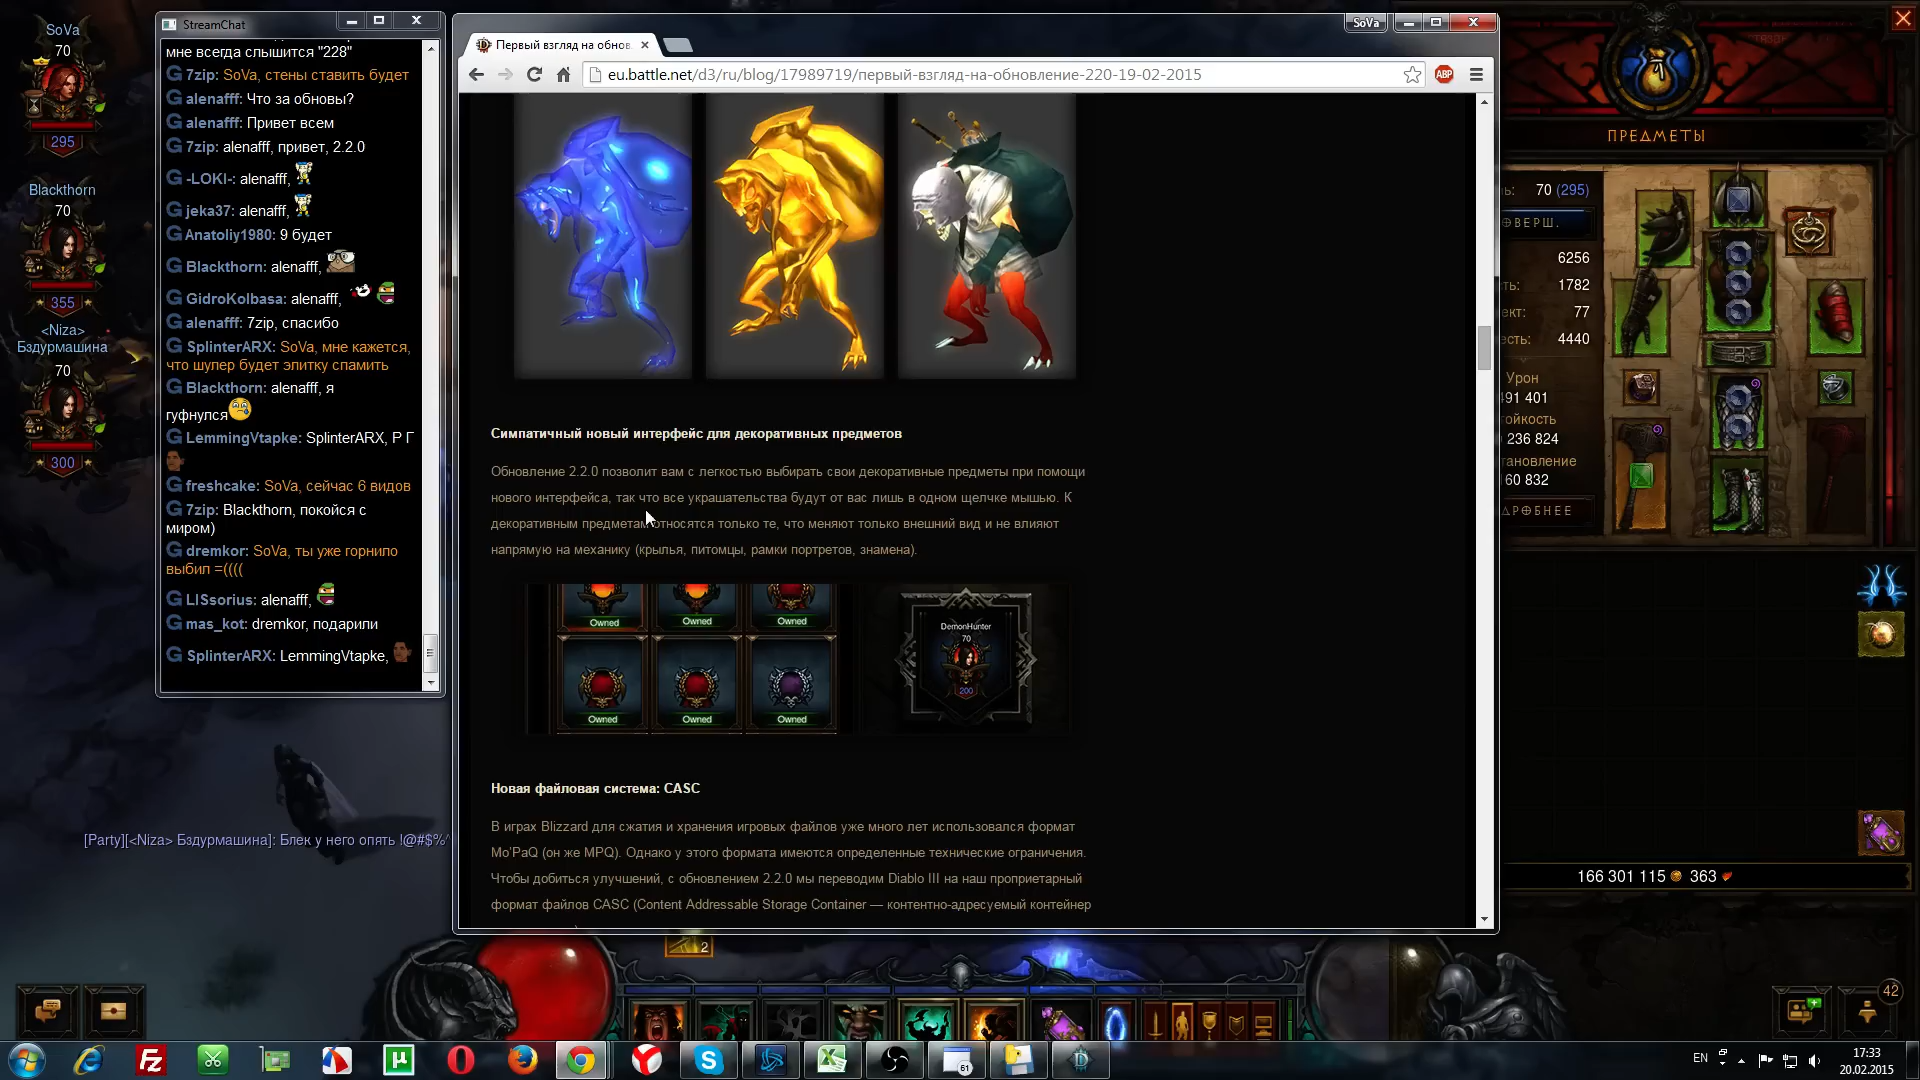 SoVa
70
295
Blackthorn
70
355
<Niza>
Бздурмашина
70
300
StreamChat
мне всегда слышится "228"
7zip: SoVa, стены ставить будет
alenafff: Что за обновы?
alenafff: Привет всем
7zip: alenafff, привет, 2.2.0
-LOKI-: alenafff,
jeka37: alenafff,
Anatoliy1980: 9 будет
Blackthorn: alenafff,
GidroKolbasa: alenafff,
alenafff: 7zip, спасибо
SplinterARX: SoVa, мне кажется,
что шулер будет элитку спамить
Blackthorn: alenafff, я
гуфнулся
LemmingVtapke: SplinterARX, Р Г
freshcake: SoVa, сейчас 6 видов
7zip: Blackthorn, покойся с
миром)
dremkor: SoVa, ты уже горнило
выбил =((((
LISsorius: alenafff,
mas_kot: dremkor, подарили
SplinterARX: LemmingVtapke,
[Party][<Niza> Бздурмашина]: Блек у него опять !@#$%^
SoVa
Первый взгляд на обнов
eu.battle.net/d3/ru/blog/17989719/первый-взгляд-на-обновление-220-19-02-2015
ABP
Симпатичный новый интерфейс для декоративных предметов
Обновление 2.2.0 позволит вам с легкостью выбирать свои декоративные предметы при помощи
нового интерфейса, так что все украшательства будут от вас лишь в одном щелчке мышью. К
декоративным предметам относятся только те, что меняют только внешний вид и не влияют
напрямую на механику (крылья, питомцы, рамки портретов, знамена).
Owned Owned Owned
Owned Owned Owned
DemonHunter
70
200
Новая файловая система: CASC
В играх Blizzard для сжатия и хранения игровых файлов уже много лет использовался формат
Mo'PaQ (он же MPQ). Однако у этого формата имеются определенные технические ограничения.
Чтобы добиться улучшений, с обновлением 2.2.0 мы переводим Diablo III на наш проприетарный
формат файлов CASC (Content Addressable Storage Container — контентно-адресуемый контейнер
ПРЕДМЕТЫ
70 (295)
ОВЕРШ.
6256
сть: 1782
ект: 77
есть: 4440
Урон
491 401
тойкость
236 824
тановление
160 832
ДРОБНЕЕ
166 301 115 363
2
42
61
EN
17:33
20.02.2015